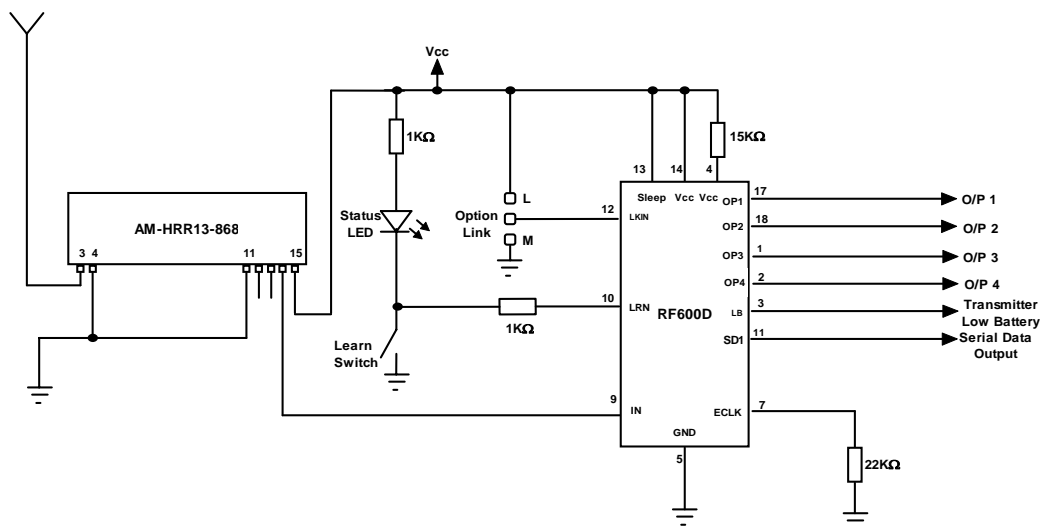 Vcc
1KΩ
15KΩ
13
14
4
Sleep
Vcc
Vcc
OP1
17
O/P 1
AM-HRR13-868
3
4
11
15
Status
LED
Option
Link
L
M
12
LKIN
OP2
18
O/P 2
OP3
1
O/P 3
OP4
2
O/P 4
10
LRN
RF600D
LB
3
Transmitter
Low Battery
1KΩ
SD1
11
Serial Data
Output
Learn
Switch
9
IN
ECLK
7
GND
5
22KΩ